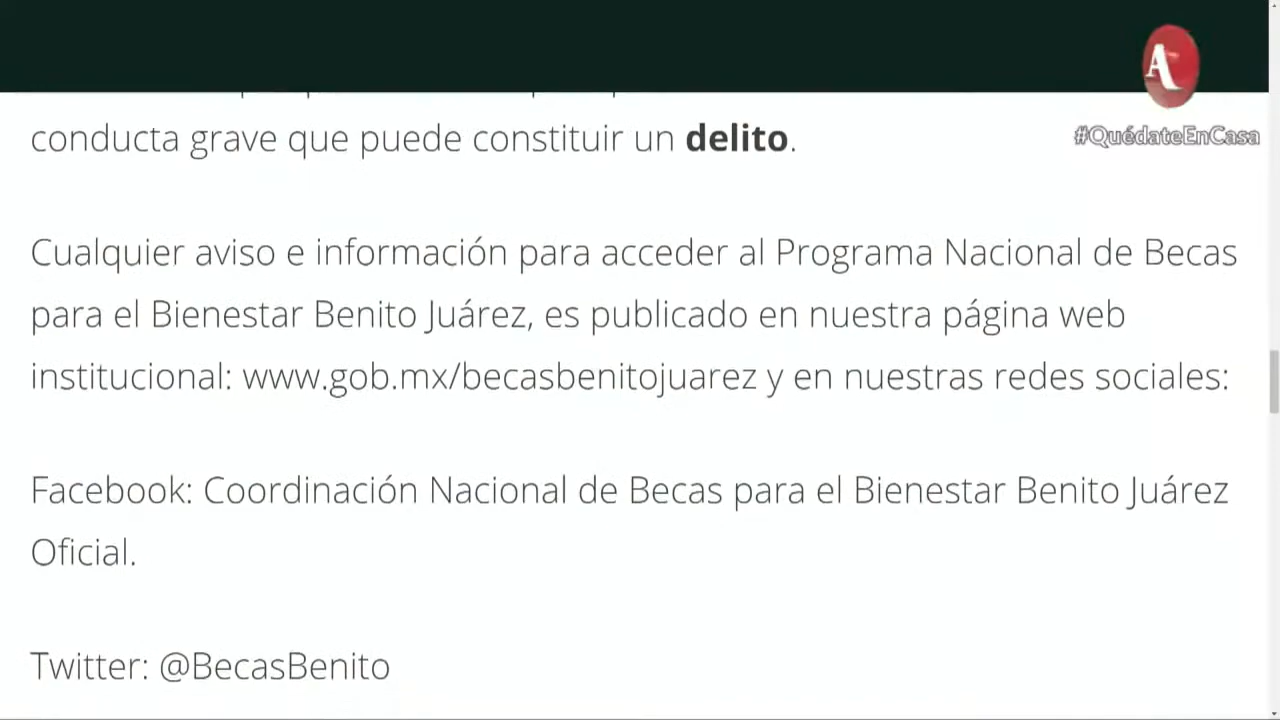 A
#QuédateEnCasa
conducta grave que puede constituir un delito.
Cualquier aviso e información para acceder al Programa Nacional de Becas
para el Bienestar Benito Juárez, es publicado en nuestra página web
institucional: www.gob.mx/becasbenitojuarez y en nuestras redes sociales:
Facebook: Coordinación Nacional de Becas para el Bienestar Benito Juárez
Oficial.
Twitter: @BecasBenito